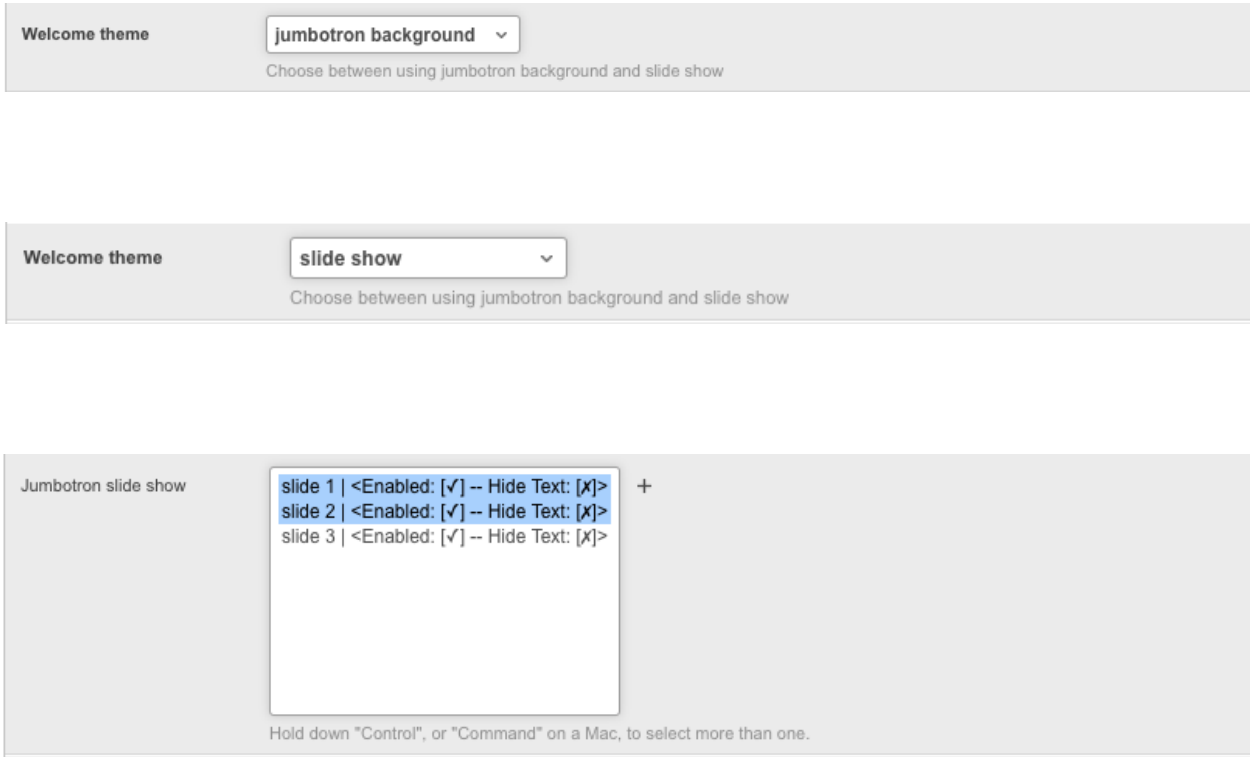 Welcome theme
jumbotron background
Choose between using jumbotron background and slide show
Welcome theme
slide show
Choose between using jumbotron background and slide show
Jumbotron slide show
slide 1 | <Enabled: [✓] -- Hide Text: [✗]>
+
slide 2 | <Enabled: [✓] -- Hide Text: [✗]>
slide 3 | <Enabled: [✓] -- Hide Text: [✗]>
Hold down "Control", or "Command" on a Mac, to select more than one.